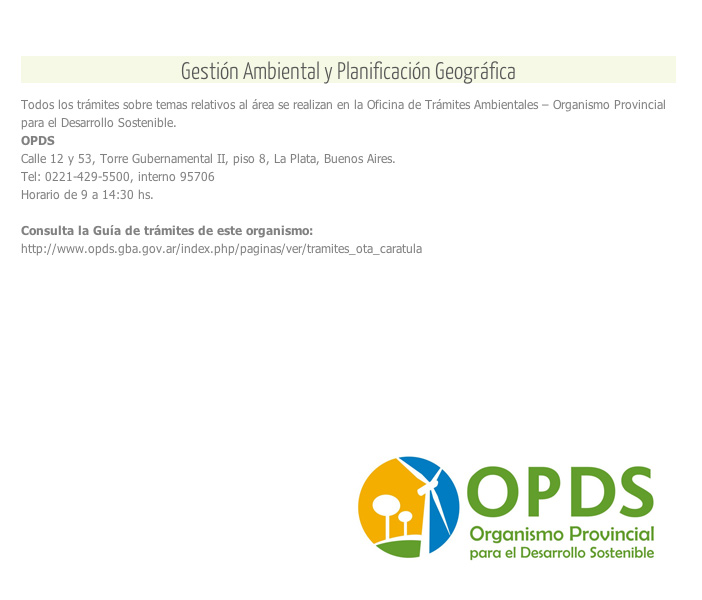 Gestión Ambiental y Planificación Geográfica
Todos los trámites sobre temas relativos al área se realizan en la Oficina de Trámites Ambientales – Organismo Provincial
para el Desarrollo Sostenible.
OPDS
Calle 12 y 53, Torre Gubernamental II, piso 8, La Plata, Buenos Aires.
Tel: 0221-429-5500, interno 95706
Horario de 9 a 14:30 hs.
Consulta la Guía de trámites de este organismo:
http://www.opds.gba.gov.ar/index.php/paginas/ver/tramites_ota_caratula
OPDS
Organismo Provincial
para el Desarrollo Sostenible